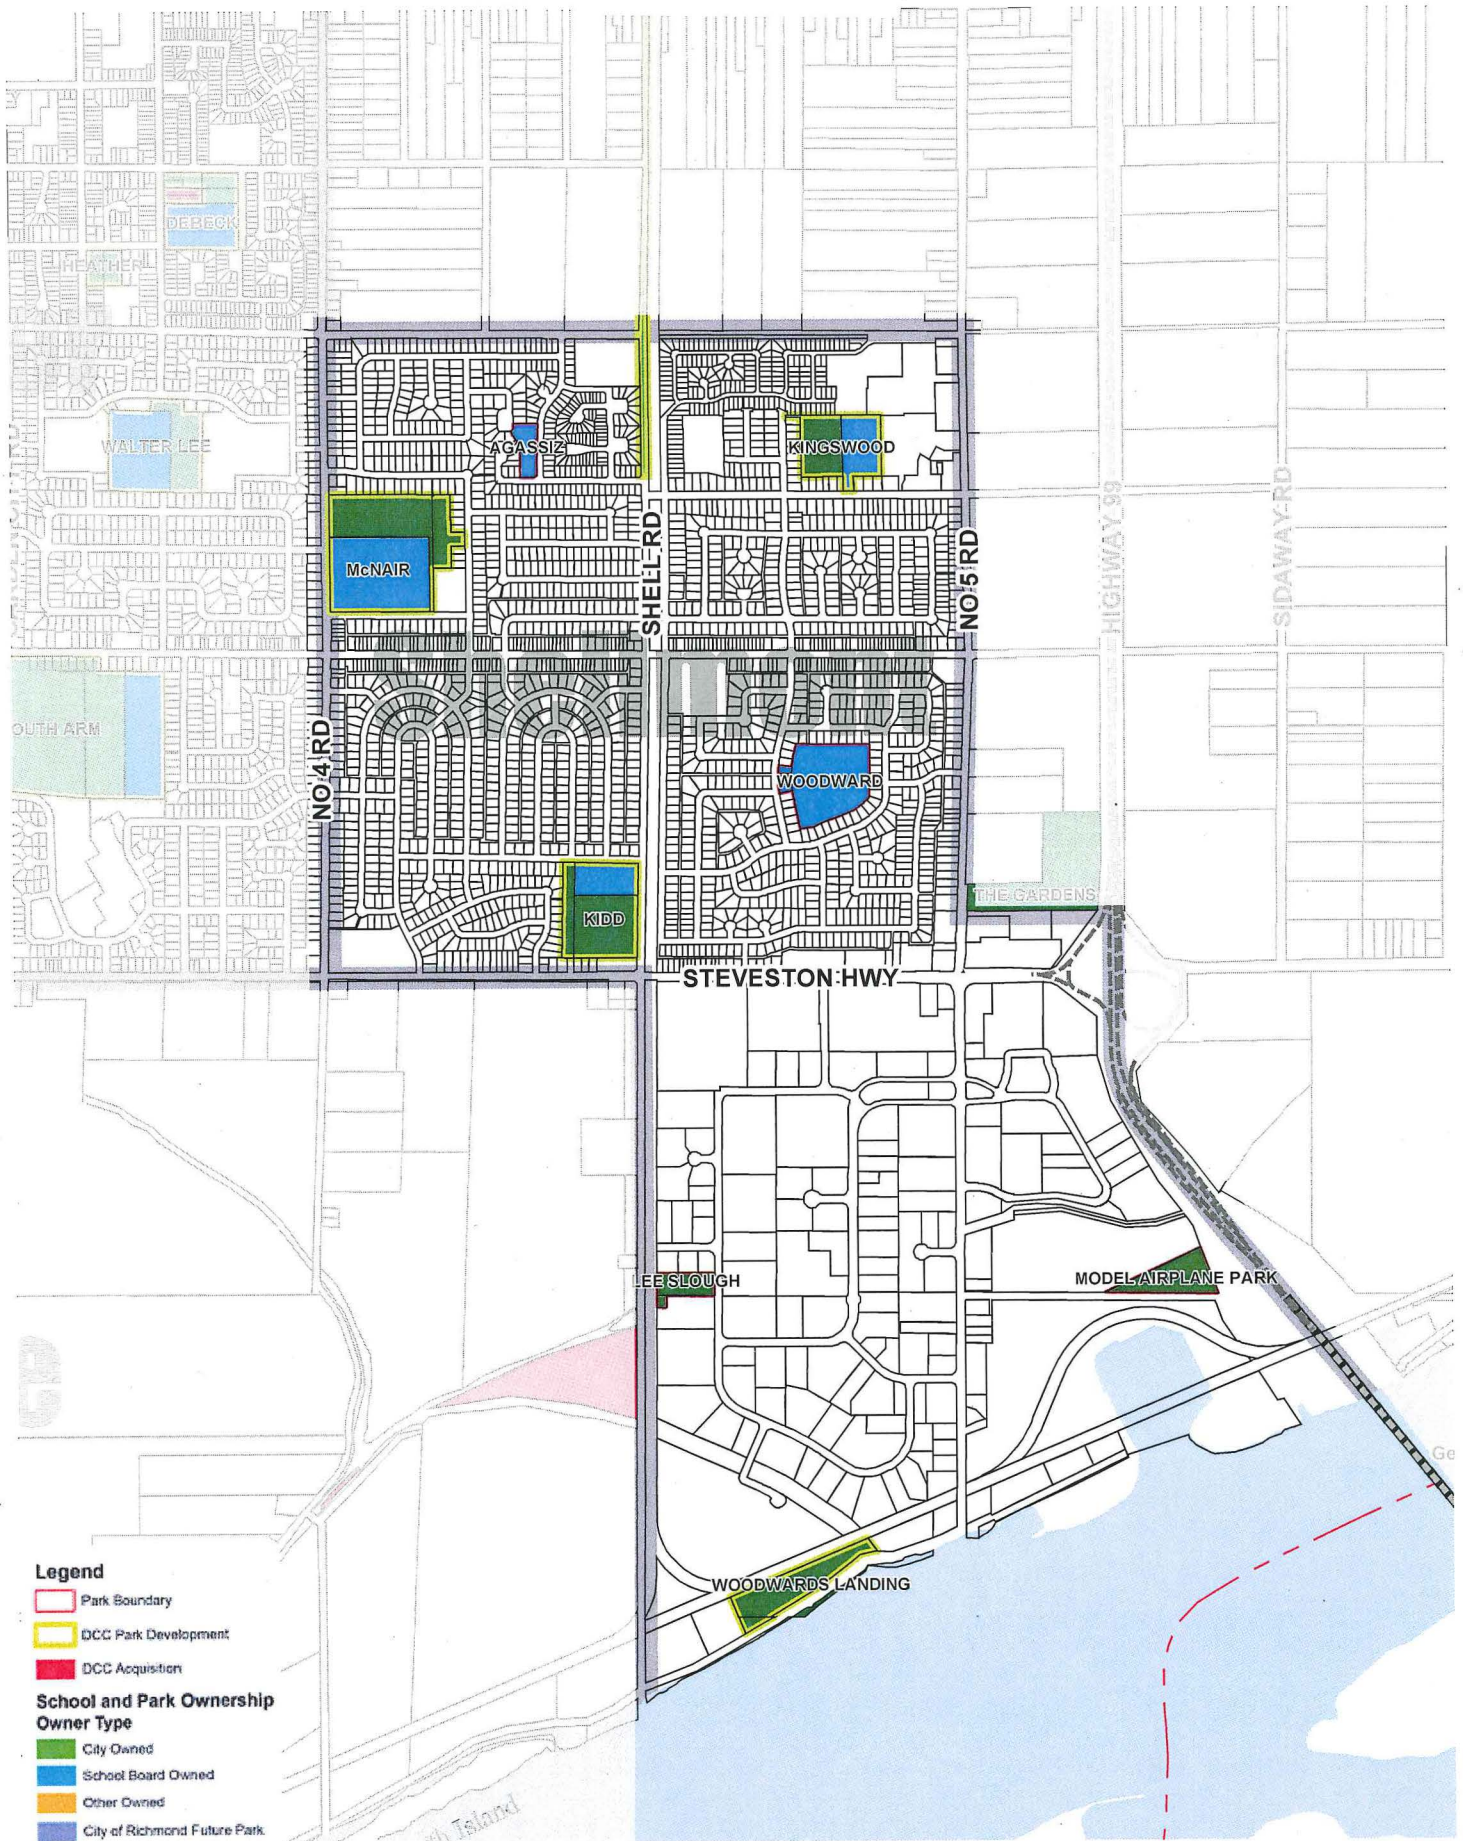 DEBECK
HEATHER
WALTER LEE
AGASSIZ
KINGSWOOD
McNAIR
SHELL RD
NO 5 RD
HIGHWAY 99
SIDAWAY RD
Shellmont
OUTH ARM
NO 4 RD
WOODWARD
THE GARDENS
KIDD
STEVESTON HWY
LEE SLOUGH
MODEL AIRPLANE PARK
Ge
WOODWARDS LANDING
Legend
Park Boundary
DCC Park Development
DCC Acquisition
School and Park Ownership
Owner Type
City Owned
School Board Owned
Other Owned
City of Richmond Future Park
Island